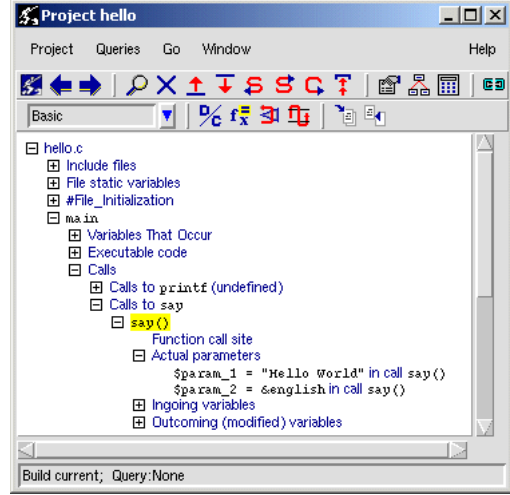 Project hello
Project Queries Go Window Help
Basic
hello.c
Include files
File static variables
#File_Initialization
main
Variables That Occur
Executable code
Calls
Calls to printf (undefined)
Calls to say
say()
Function call site
Actual parameters
$param_1 = "Hello World" in call say()
$param_2 = &english in call say()
Ingoing variables
Outcoming (modified) variables
Build current; Query:None